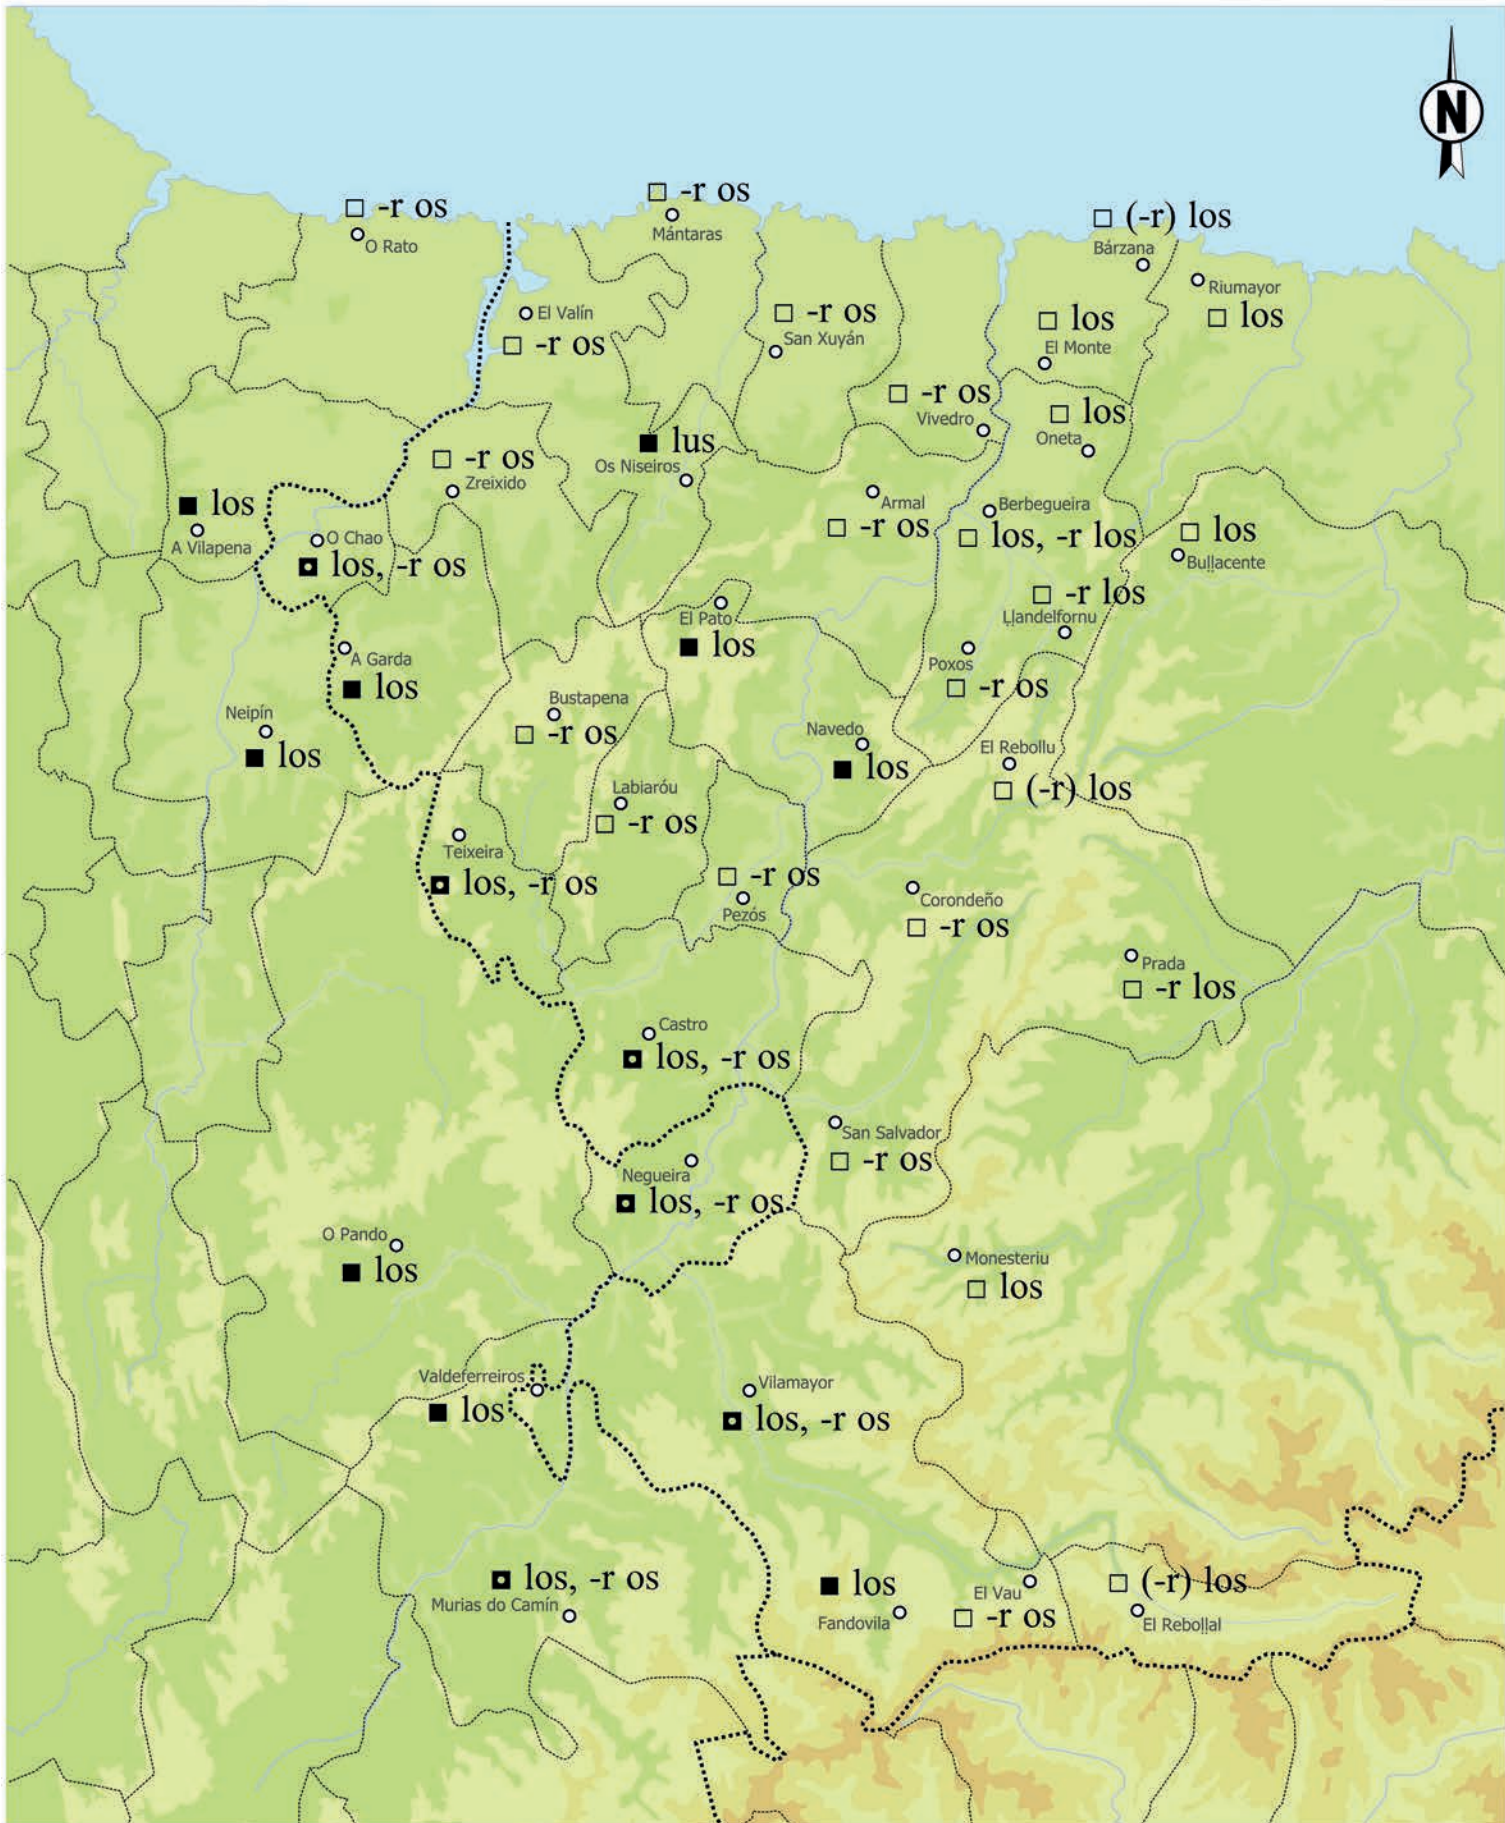 N
□ -r os
O Rato
□ -r os
Mántaras
□ (-r) los
Bárzana
Riumayor
□ los
El Valín
□ -r os
□ -r os
San Xuyán
□ los
El Monte
□ -r os
Vivedro
□ los
Oneta
■ lus
Os Niseiros
□ -r os
Zreixido
■ los
A Vilapena
O Chao
◘ los, -r os
Armal
□ -r os
Berbegueira
□ los, -r los
□ los
Buḷḷacente
□ -r los
Ḷḷandelfornu
El Pato
■ los
A Garda
■ los
Poxos
□ -r os
Neipín
■ los
Bustapena
□ -r os
Navedo
■ los
El Rebollu
□ (-r) los
Labiaróu
□ -r os
Teixeira
◘ los, -r os
□ -r os
Pezós
Corondeño
□ -r os
Prada
□ -r los
Castro
◘ los, -r os
San Salvador
□ -r os
Negueira
◘ los, -r os
O Pando
■ los
Monesteriu
□ los
Valdeferreiros
■ los
Vilamayor
◘ los, -r os
◘ los, -r os
Murias do Camín
■ los
Fandovila
El Vau
□ -r os
□ (-r) los
El Reboḷḷal